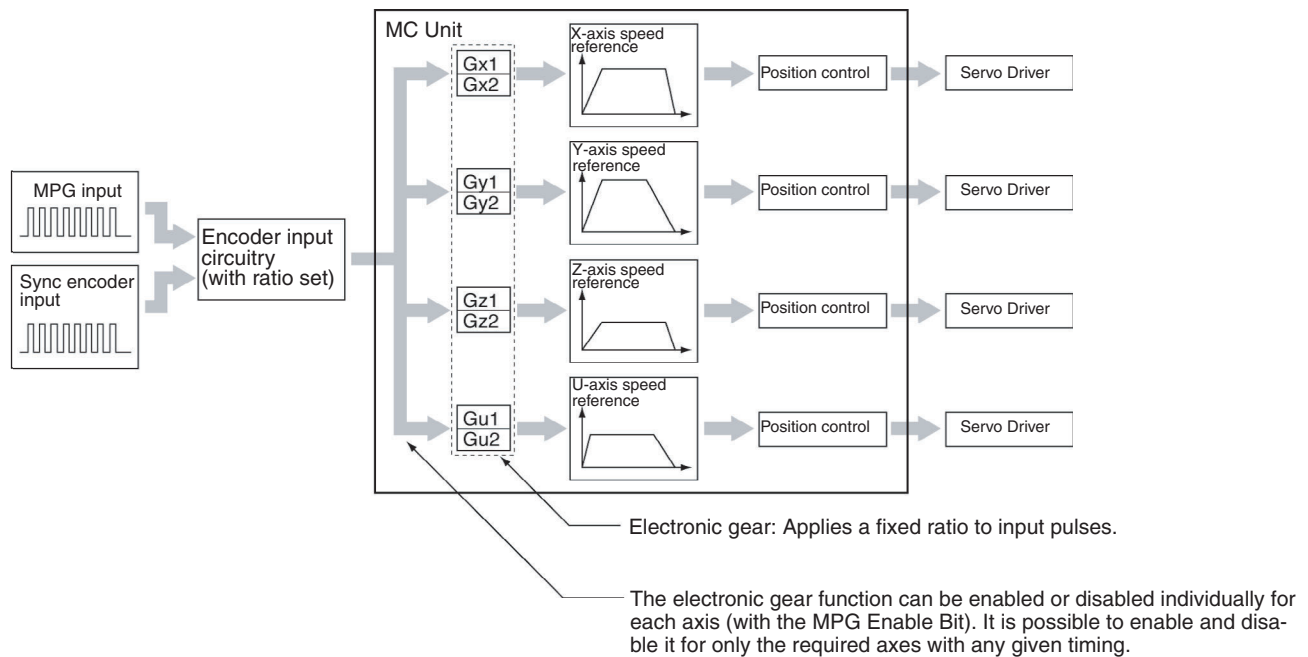 MC Unit
MPG input
Sync encoder
input
Encoder input
circuitry
(with ratio set)
Gx1
Gx2
X-axis speed
reference
Position control
Servo Driver
Gy1
Gy2
Y-axis speed
reference
Position control
Servo Driver
Gz1
Gz2
Z-axis speed
reference
Position control
Servo Driver
Gu1
Gu2
U-axis speed
reference
Position control
Servo Driver
Electronic gear: Applies a fixed ratio to input pulses.
The electronic gear function can be enabled or disabled individually for
each axis (with the MPG Enable Bit). It is possible to enable and disa-
ble it for only the required axes with any given timing.